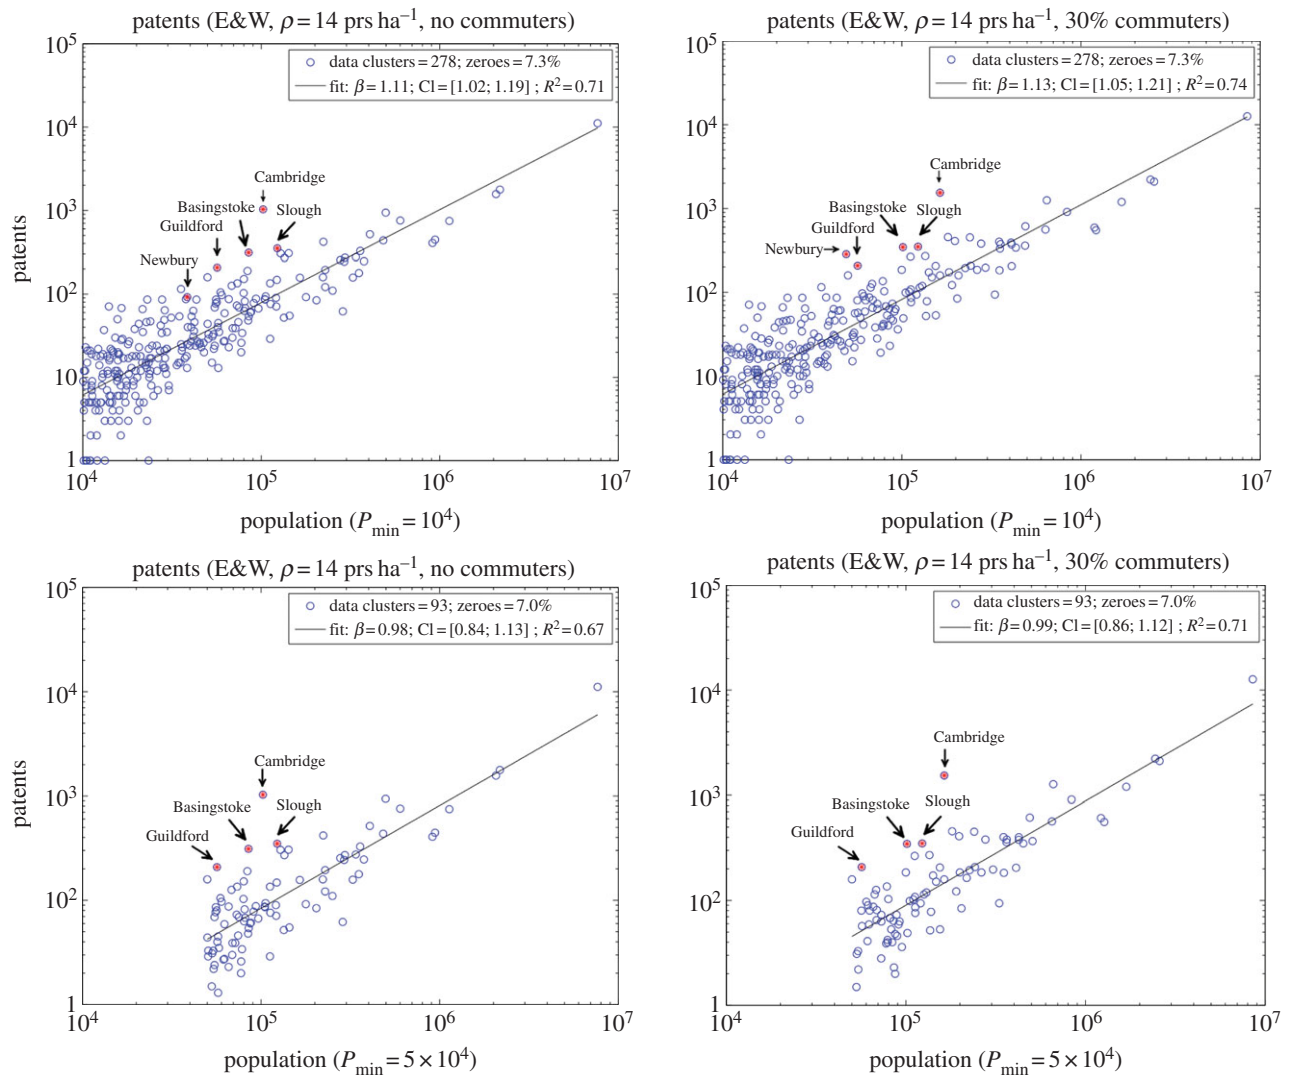 patents (E&W, ρ = 14 prs ha⁻¹, no commuters)
10⁵
data clusters = 278; zeroes = 7.3%
fit: β = 1.11; Cl = [1.02; 1.19] ; R² = 0.71
10⁴
Cambridge
10³
Basingstoke
Slough
Guildford
Newbury
patents
10²
10
1
10⁴ 10⁵ 10⁶ 10⁷
population (Pmin = 10⁴)
patents (E&W, ρ = 14 prs ha⁻¹, 30% commuters)
10⁵
data clusters = 278; zeroes = 7.3%
fit: β = 1.13; Cl = [1.05; 1.21] ; R² = 0.74
10⁴
Cambridge
10³
Basingstoke
Slough
Guildford
Newbury
10²
10
1
10⁴ 10⁵ 10⁶ 10⁷
population (Pmin = 10⁴)
patents (E&W, ρ = 14 prs ha⁻¹, no commuters)
10⁵
data clusters = 93; zeroes = 7.0%
fit: β = 0.98; Cl = [0.84; 1.13] ; R² = 0.67
10⁴
Cambridge
10³
Basingstoke
Slough
Guildford
patents
10²
1
10⁴ 10⁵ 10⁶ 10⁷
population (Pmin = 5 × 10⁴)
patents (E&W, ρ = 14 prs ha⁻¹, 30% commuters)
10⁵
data clusters = 93; zeroes = 7.0%
fit: β = 0.99; Cl = [0.86; 1.12] ; R² = 0.71
10⁴
Cambridge
10³
Basingstoke
Slough
Guildford
10²
1
10⁴ 10⁵ 10⁶ 10⁷
population (Pmin = 5 × 10⁴)